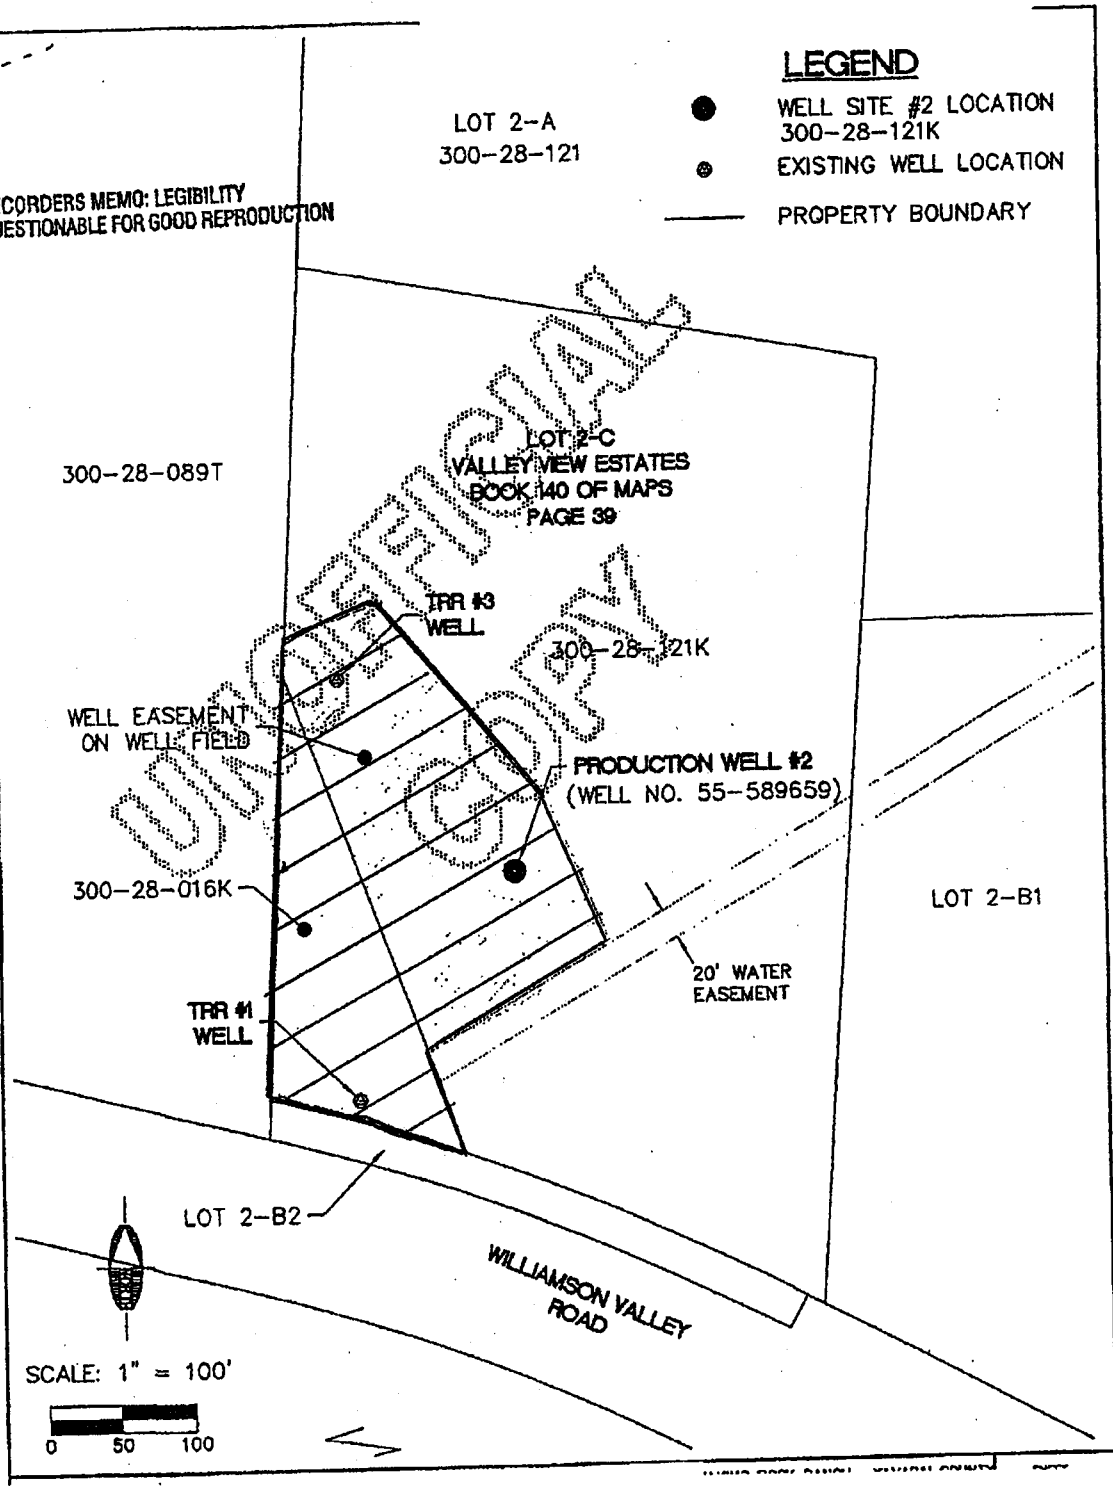 LEGEND
WELL SITE #2 LOCATION
300-28-121K
EXISTING WELL LOCATION
PROPERTY BOUNDARY
LOT 2-A
300-28-121
CORDERS MEMO: LEGIBILITY
UESTIONABLE FOR GOOD REPRODUCTION
UNOFFICIAL
COPY
LOT 2-C
VALLEY VIEW ESTATES
BOOK 140 OF MAPS
PAGE 39
300-28-089T
TRR #3
WELL
300-28-121K
WELL EASEMENT
ON WELL FIELD
PRODUCTION WELL #2
(WELL NO. 55-589659)
300-28-016K
LOT 2-B1
20' WATER
EASEMENT
TRR #1
WELL
LOT 2-B2
WILLIAMSON VALLEY
ROAD
SCALE: 1" = 100'
0 50 100